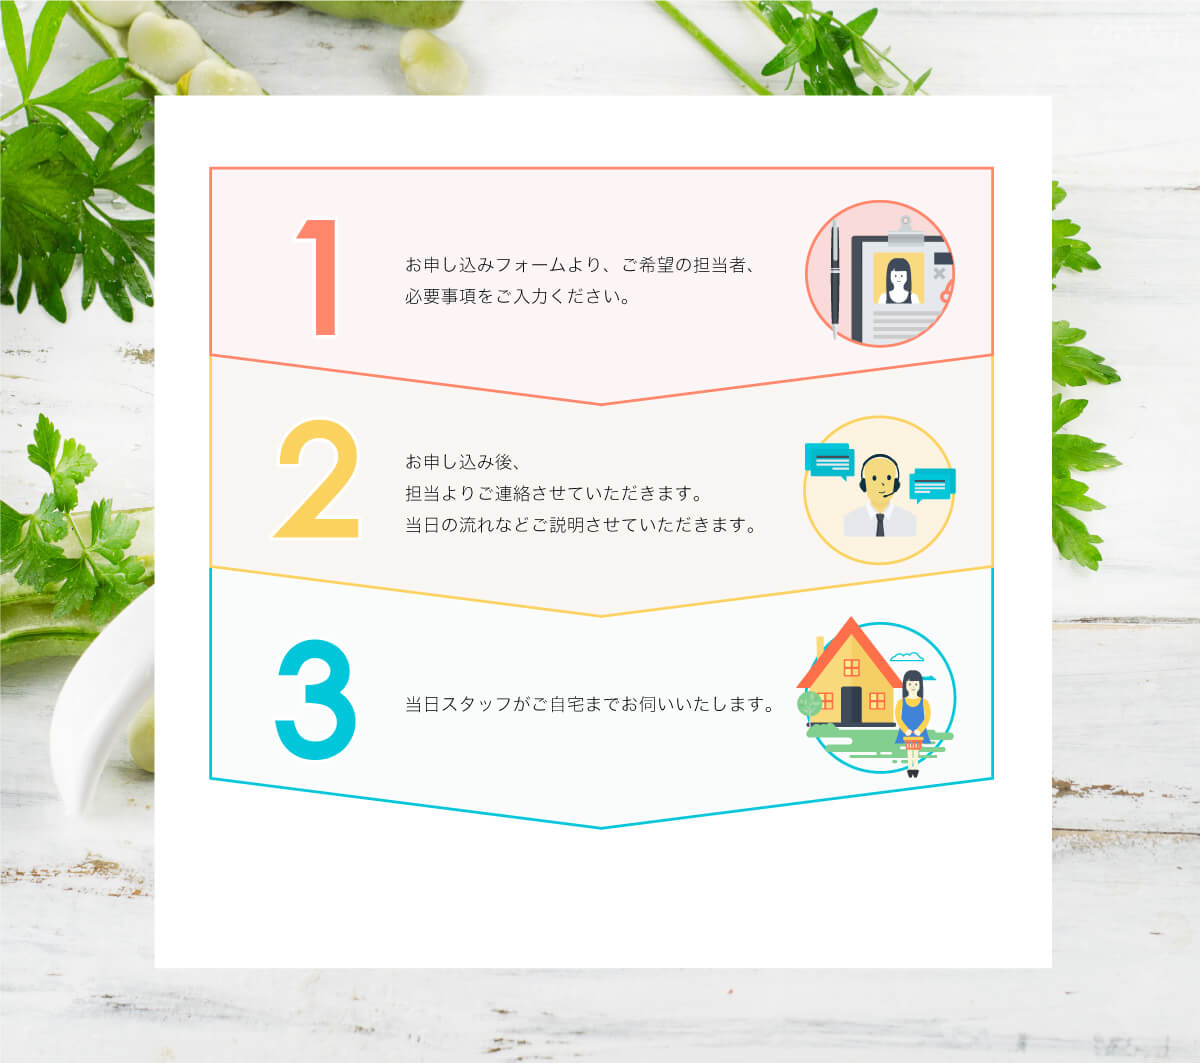 1
お申し込みフォームより、ご希望の担当者、
必要事項をご入力ください。
2
お申し込み後、
担当よりご連絡させていただきます。
当日の流れなどご説明させていただきます。
3
当日スタッフがご自宅までお伺いいたします。